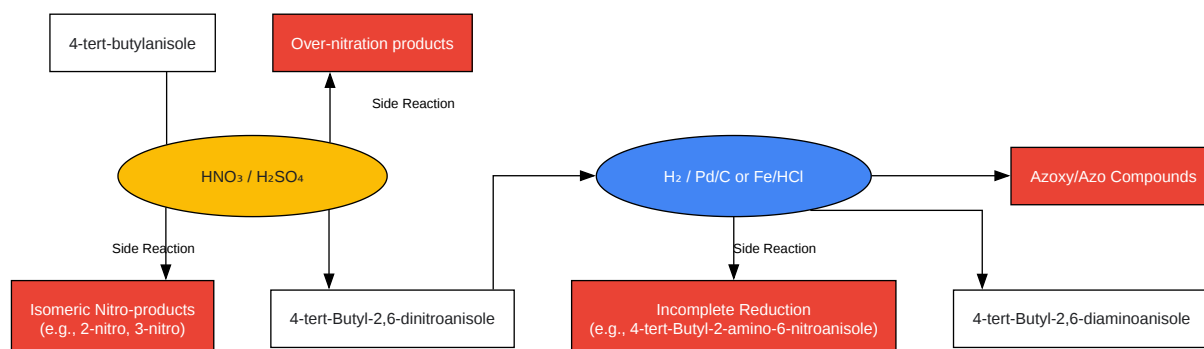 4-tert-butylanisole
Over-nitration products
Side Reaction
HNO₃ / H₂SO₄
H₂ / Pd/C or Fe/HCl
Azoxy/Azo Compounds
Side Reaction
Side Reaction
Isomeric Nitro-products
(e.g., 2-nitro, 3-nitro)
4-tert-Butyl-2,6-dinitroanisole
Incomplete Reduction
(e.g., 4-tert-Butyl-2-amino-6-nitroanisole)
4-tert-Butyl-2,6-diaminoanisole